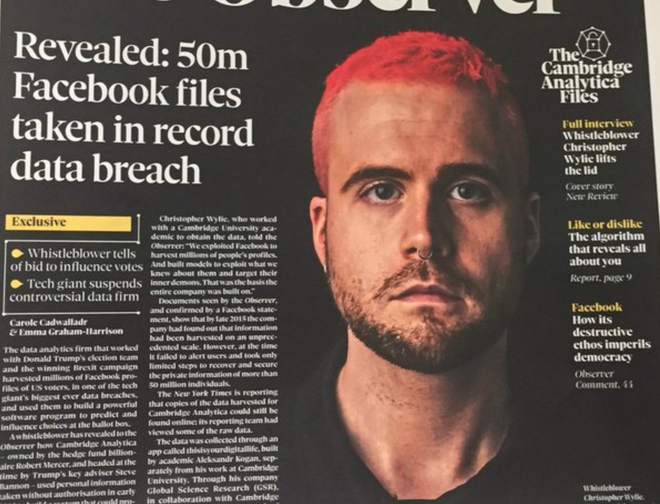 Observer
Revealed: 50m
Facebook files
taken in record
data breach
Exclusive
Whistleblower tells
of bid to influence votes
Tech giant suspends
controversial data firm
Carole Cadwalladr
& Emma Graham-Harrison
The data analytics firm that worked
with Donald Trump's election team
and the winning Brexit campaign
harvested millions of Facebook pro-
files of US voters, in one of the tech
giant's biggest ever data breaches,
and used them to build a powerful
software program to predict and
influence choices at the ballot box.
A whistleblower has revealed to the
Observer how Cambridge Analytica
– owned by the hedge fund billion-
aire Robert Mercer, and headed at the
time by Trump's key adviser Steve
Bannon – used personal information
taken without authorisation in early
Christopher Wylie, who worked
with a Cambridge University aca-
demic to obtain the data, told the
Observer: "We exploited Facebook to
harvest millions of people's profiles.
And built models to exploit what we
knew about them and target their
inner demons. That was the basis the
entire company was built on."
Documents seen by the Observer,
and confirmed by a Facebook state-
ment, show that by late 2015 the com-
pany had found out that information
had been harvested on an unprec-
edented scale. However, at the time
it failed to alert users and took only
limited steps to recover and secure
the private information of more than
50 million individuals.
The New York Times is reporting
that copies of the data harvested for
Cambridge Analytica could still be
found online; its reporting team had
viewed some of the raw data.
The data was collected through an
app called thisisyourdigitallife, built
by academic Aleksandr Kogan, sep-
arately from his work at Cambridge
University. Through his company
Global Science Research (GSR),
in collaboration with Cambridge
The
Cambridge
Analytica
Files
Full interview
Whistleblower
Christopher
Wylie lifts
the lid
Cover story
New Review
Like or dislike
The algorithm
that reveals all
about you
Report, page 9
Facebook
How its
destructive
ethos imperils
democracy
Observer
Comment, 44
Whistleblower
Christopher Wylie.